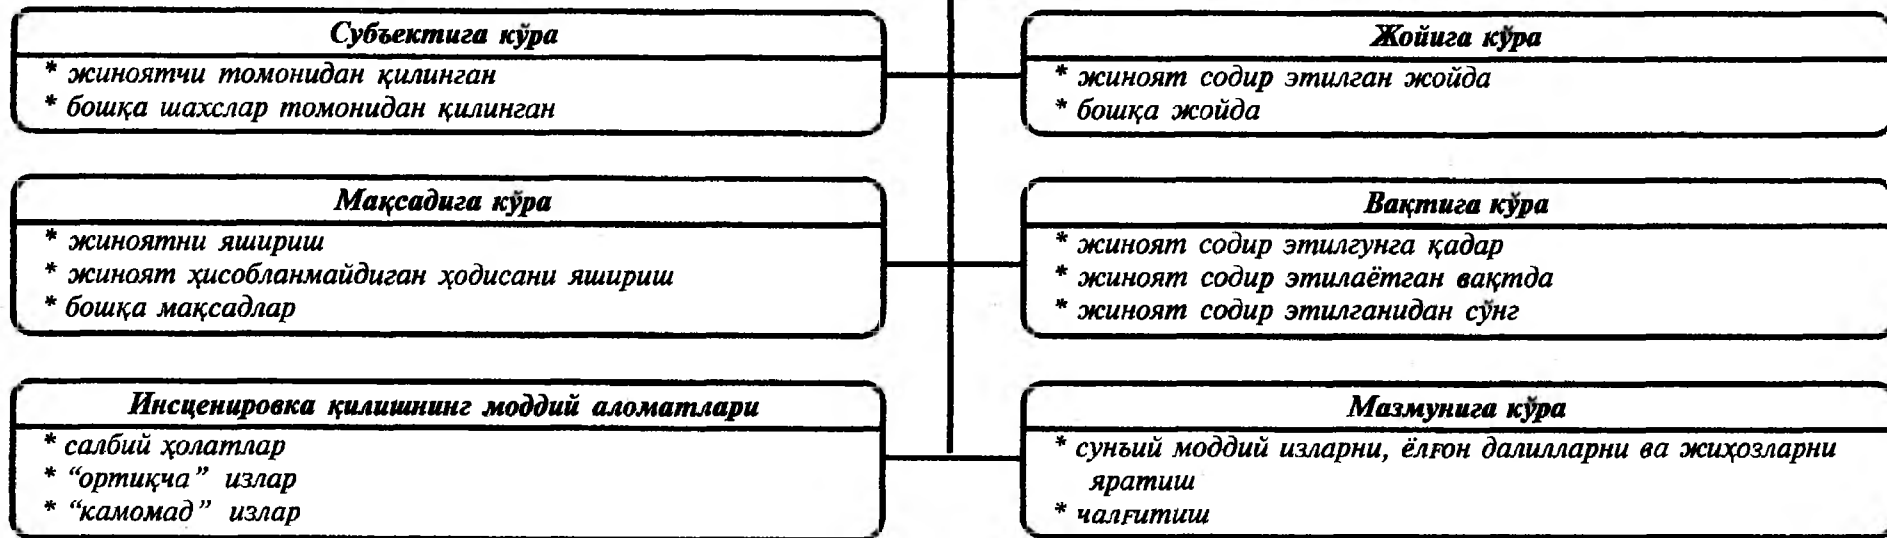 Субъектига кўра
* жиноятчи томонидан қилинган
* бошқа шахслар томонидан қилинган
Жойига кўра
* жиноят содир этилган жойда
* бошқа жойда
Мақсадига кўра
* жиноятни яшириш
* жиноят ҳисобланмайдиган ҳодисани яшириш
* бошқа мақсадлар
Вақтига кўра
* жиноят содир этилгунга қадар
* жиноят содир этилаётган вақтда
* жиноят содир этилганидан сўнг
Инсценировка қилишнинг моддий аломатлари
* салбий ҳолатлар
* “ортиқча” излар
* “камомад” излар
Мазмунига кўра
* сунъий моддий изларни, ёлғон далилларни ва жиҳозларни
яратиш
* чалғитиш